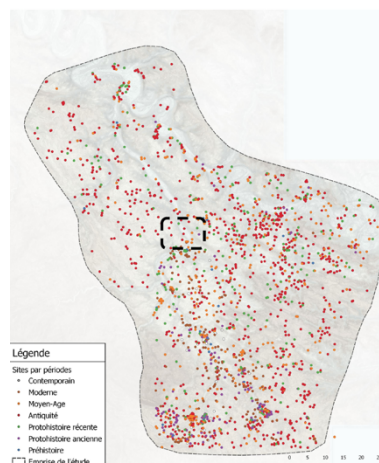 Légende
Sites par périodes
Contemporain
Moderne
Moyen-Age
Antiquité
Protohistoire récente
Protohistoire ancienne
Préhistoire
Emprise de l'étude
0 5 10 15 20